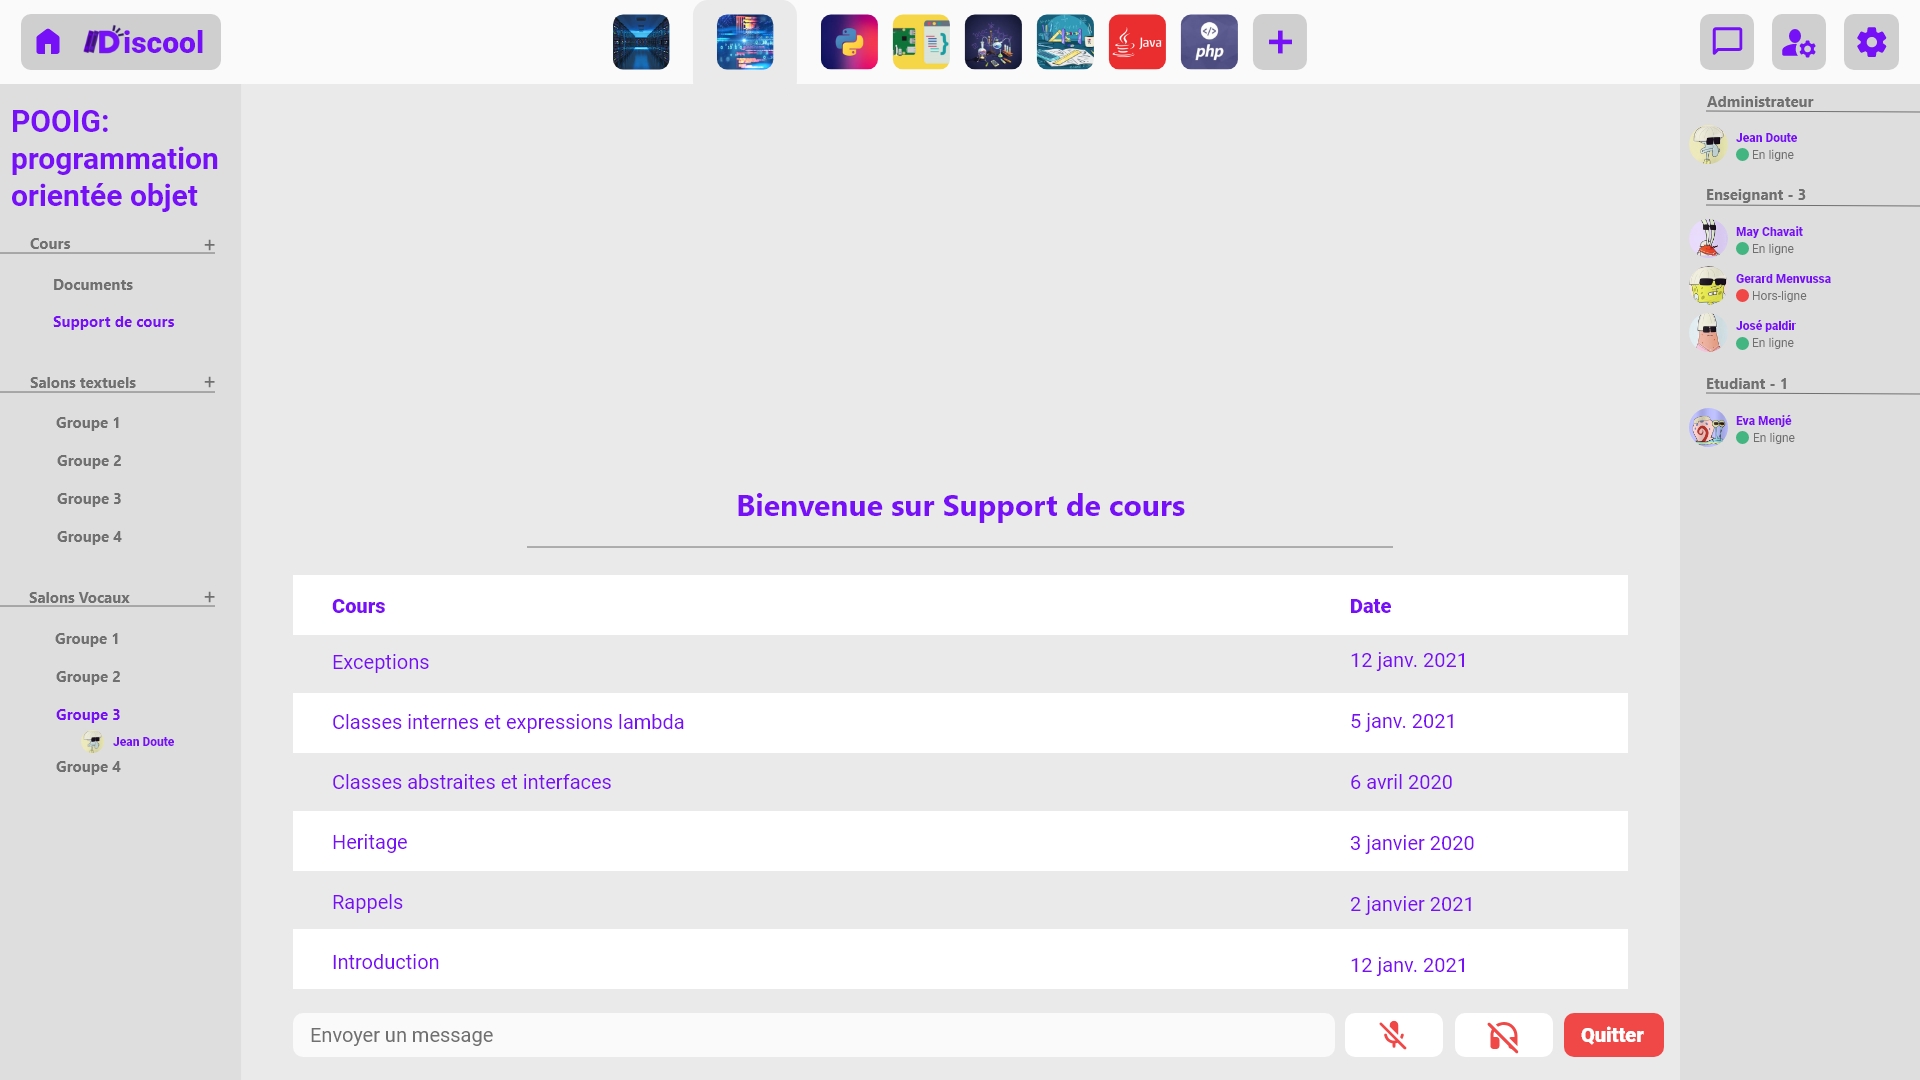 Discool
Java
php
POOIG:
programmation
orientée objet
Cours +
Documents
Support de cours
Salons textuels +
Groupe 1
Groupe 2
Groupe 3
Groupe 4
Salons Vocaux +
Groupe 1
Groupe 2
Groupe 3
Jean Doute
Groupe 4
Bienvenue sur Support de cours
Cours Date
Exceptions 12 janv. 2021
Classes internes et expressions lambda 5 janv. 2021
Classes abstraites et interfaces 6 avril 2020
Heritage 3 janvier 2020
Rappels 2 janvier 2021
Introduction 12 janv. 2021
Envoyer un message
Quitter
Administrateur
Jean Doute
En ligne
Enseignant - 3
May Chavait
En ligne
Gerard Menvussa
Hors-ligne
José paldir
En ligne
Etudiant - 1
Eva Menjé
En ligne